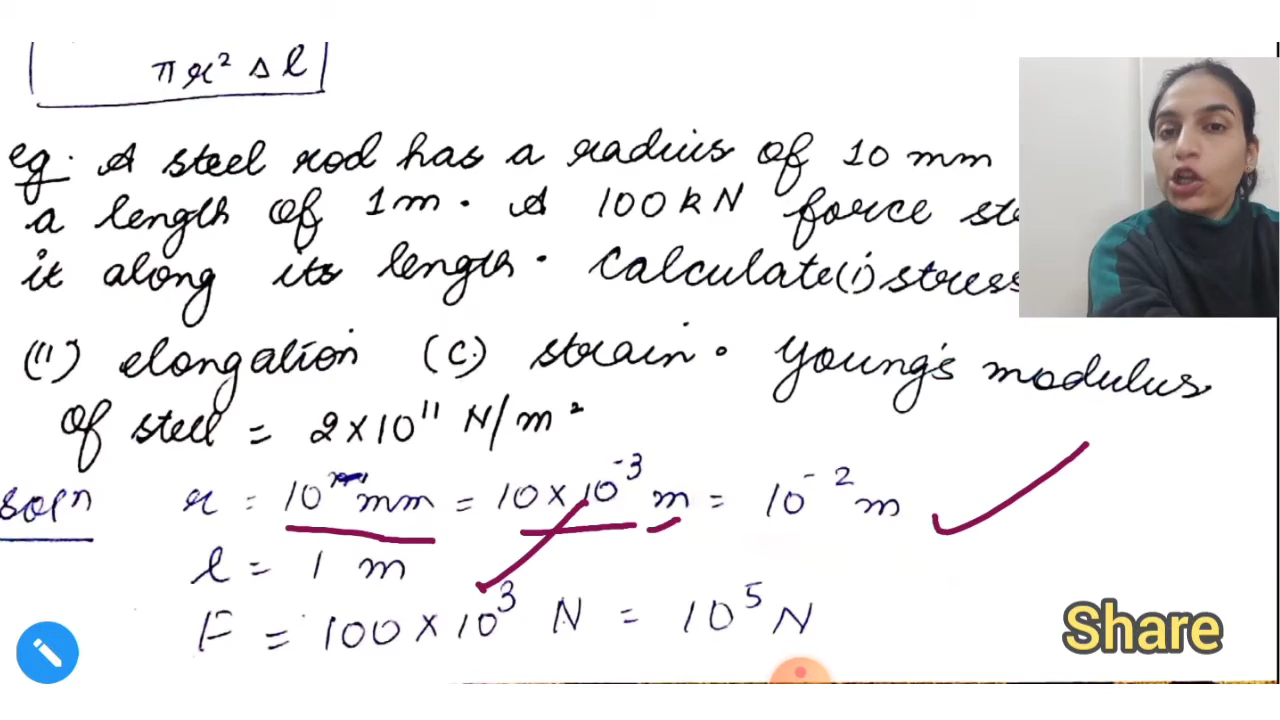 πr² Δl
eg. A steel rod has a radius of 10 mm
a length of 1m. A 100 kN force st
it along its length. Calculate (i) stress
(ii) elongation (c) strain. Young's modulus
of steel = 2×10¹¹ N/m²
soln r = 10 mm = 10×10⁻³ m = 10⁻² m
l = 1 m
F = 100×10³ N = 10⁵ N
Share